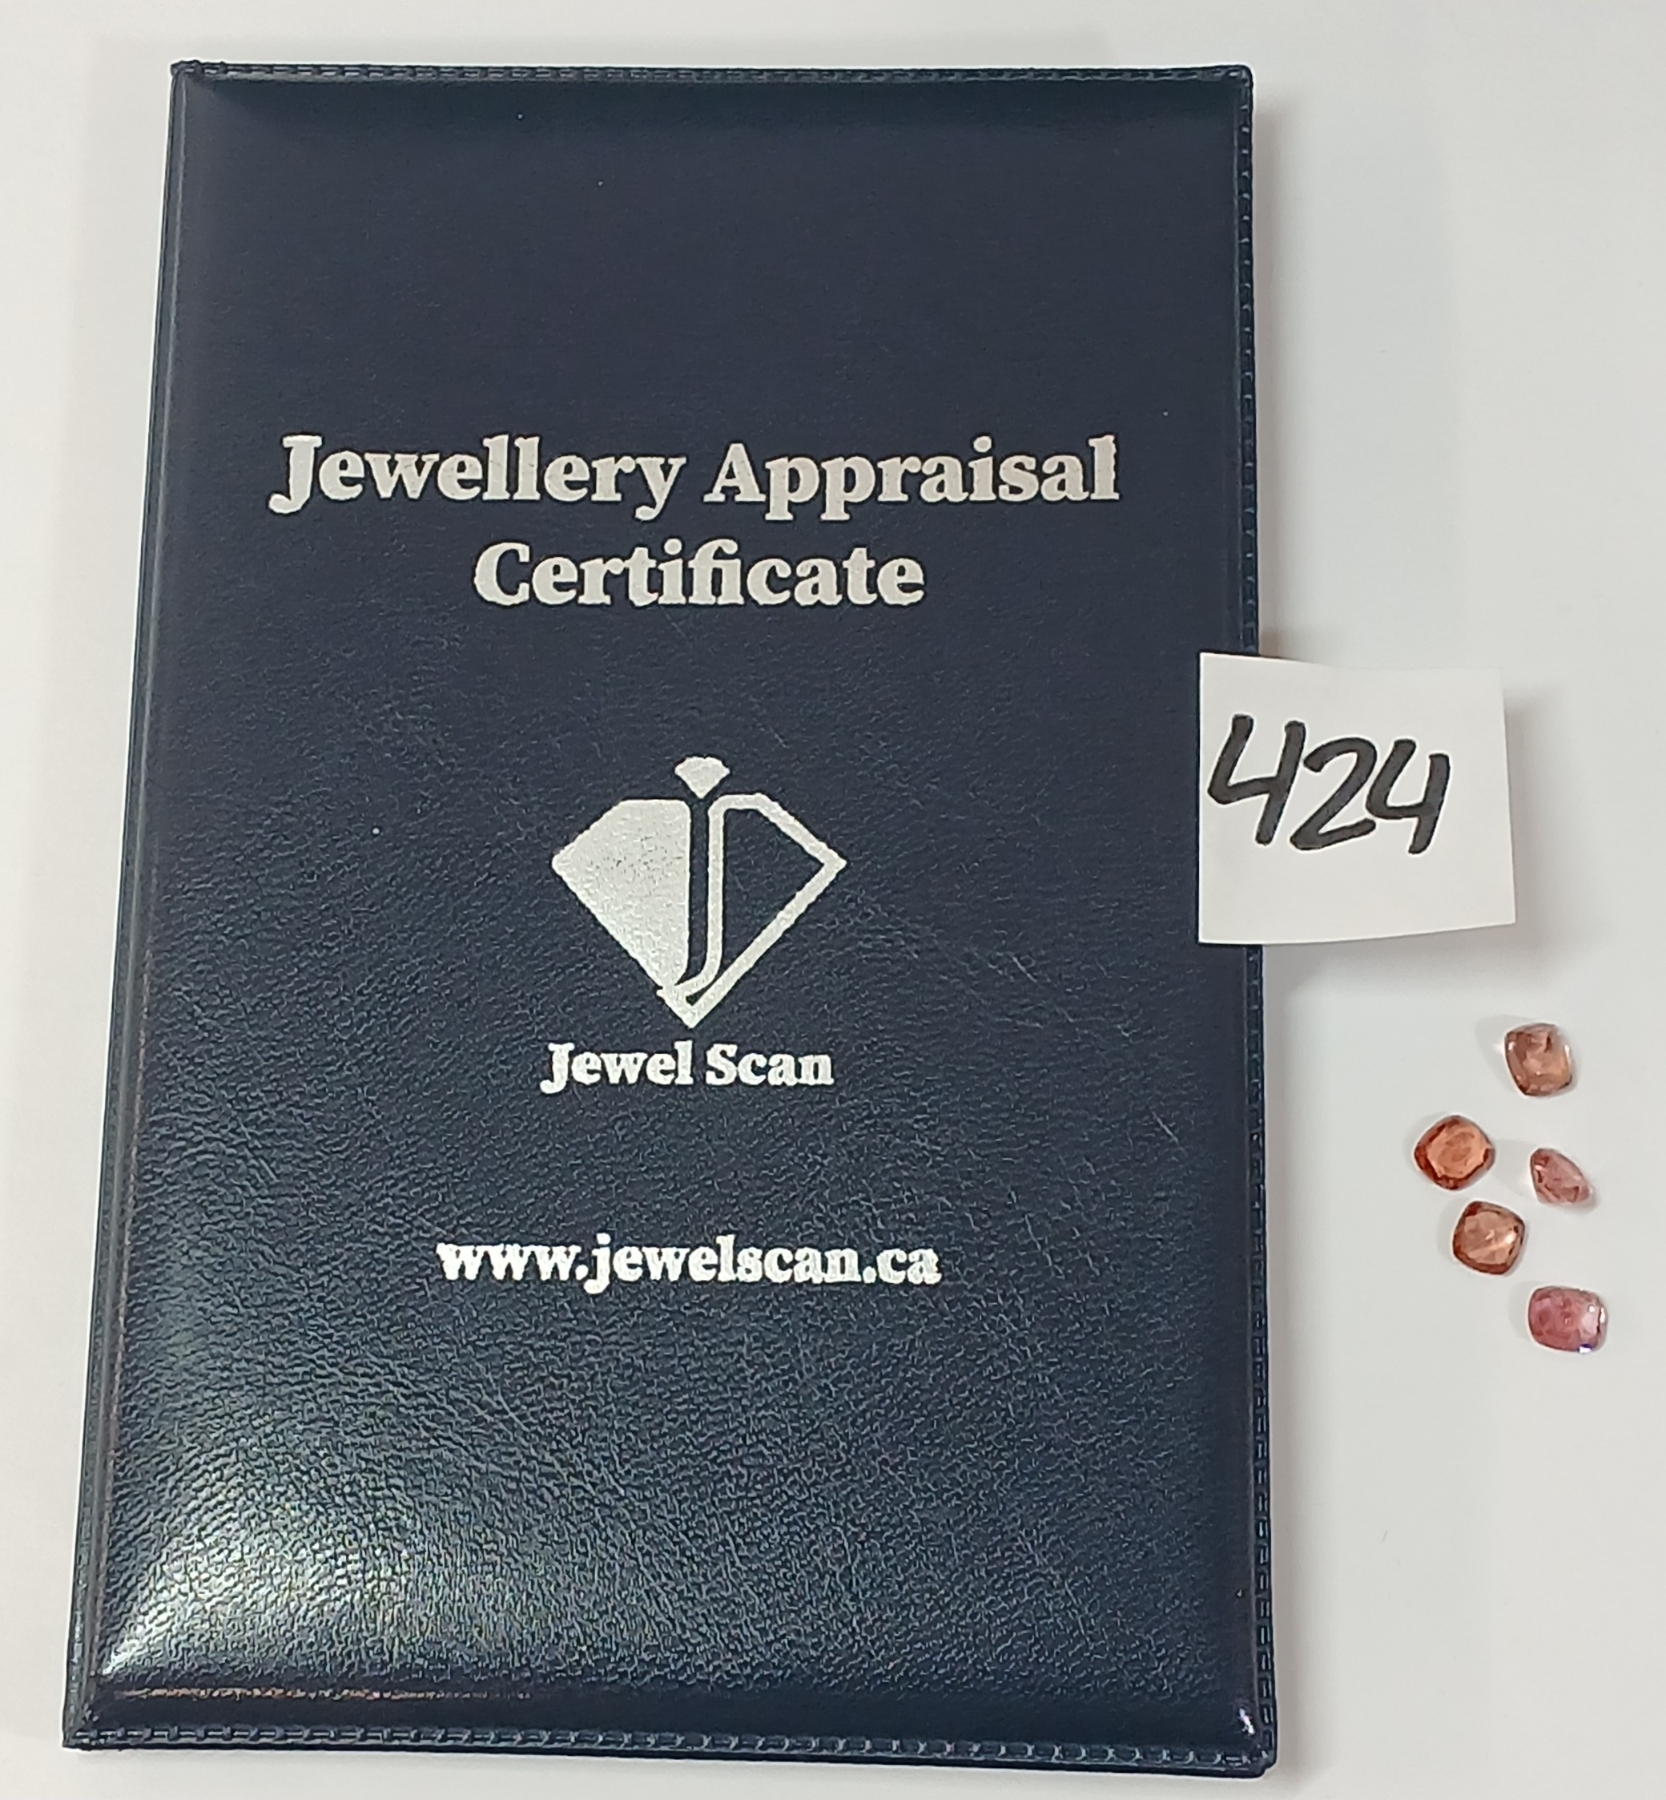 Jewellery Appraisal
Certificate
424
Jewel Scan
www.jewelscan.ca